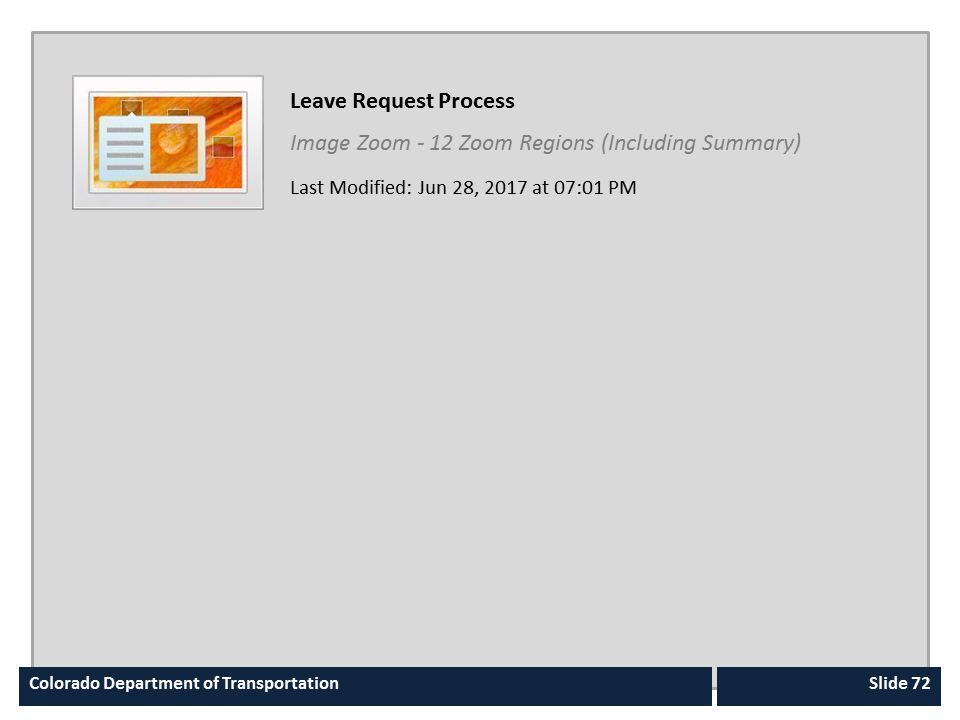 Leave Request Process
Image Zoom - 12 Zoom Regions (Including Summary)
Last Modified: Jun 28, 2017 at 07:01 PM
Colorado Department of Transportation
Slide 72